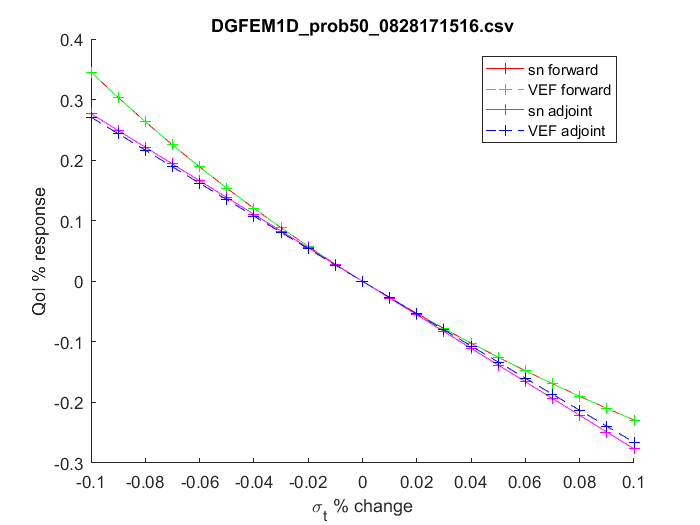 DGFEM1D_prob50_0828171516.csv
sn forward
VEF forward
sn adjoint
VEF adjoint
QoI % response
0.4
0.3
0.2
0.1
0
-0.1
-0.2
-0.3
-0.1 -0.08 -0.06 -0.04 -0.02 0 0.02 0.04 0.06 0.08 0.1
σt % change